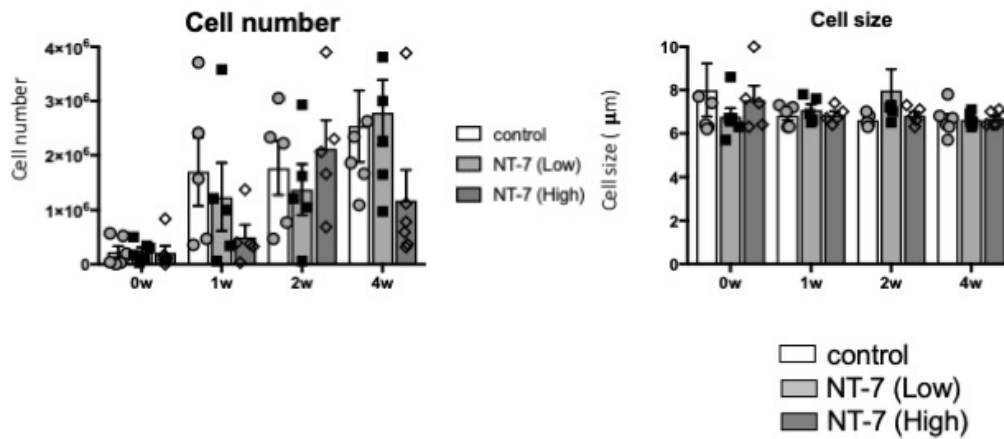 Cell number
Cell number
4×10⁶
3×10⁶
2×10⁶
1×10⁶
0
0w
1w
2w
4w
control
NT-7 (Low)
NT-7 (High)
Cell size
Cell size ( μm)
10
8
6
4
2
0
0w
1w
2w
4w
control
NT-7 (Low)
NT-7 (High)